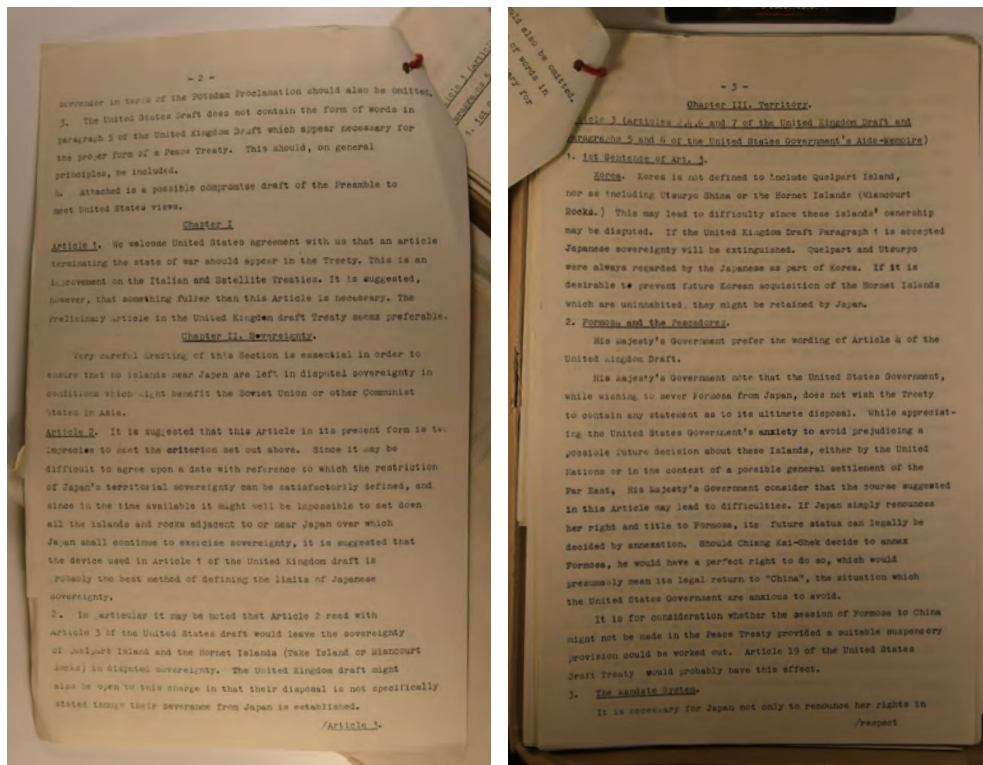 - 2 -
surrender in terms of the Potsdam Proclamation should also be omitted.
3. The United States Draft does not contain the form of words in
paragraph 5 of the United Kingdom Draft which appear necessary for
the proper form of a Peace Treaty. This should, on general
principles, be included.
4. Attached is a possible compromise draft of the Preamble to
meet United States views.
Chapter I
Article 1. We welcome United States agreement with us that an article
terminating the state of war should appear in the Treaty. This is an
improvement on the Italian and Satellite Treaties. It is suggested,
however, that something fuller than this Article is necessary. The
Preliminary Article in the United Kingdom draft Treaty seems preferable.
Chapter II. Sovereignty.
Very careful drafting of this Section is essential in order to
ensure that no islands near Japan are left in disputed sovereignty in
conditions which might benefit the Soviet Union or other Communist
States in Asia.
Article 2. It is suggested that this Article in its present form is too
imprecise to meet the criterion set out above. Since it may be
difficult to agree upon a date with reference to which the restriction
of Japan's territorial sovereignty can be satisfactorily defined, and
since in the time available it might well be impossible to set down
all the islands and rocks adjacent to or near Japan over which
Japan shall continue to exercise sovereignty, it is suggested that
the device used in Article 1 of the United Kingdom draft is
probably the best method of defining the limits of Japanese
sovereignty.
2. In particular it may be noted that Article 2 read with
Article 3 of the United States draft would leave the sovereignty
of Quelpart Island and the Hornet Islands (Take Island or Miancourt
Rocks) in disputed sovereignty. The United Kingdom draft might
also be open to this charge in that their disposal is not specifically
stated though their severance from Japan is established.
/Article 3.
ticle 3 (Articl
aragraphs 5
1. 1st
uld also be omitted.
or words in
ary for
- 3 -
Chapter III. Territory.
ticle 3 (Articles 2,4,6 and 7 of the United Kingdom Draft and
paragraphs 5 and 6 of the United States Government's Aide-Memoire)
1. 1st Sentence of Art. 3.
Korea. Korea is not defined to include Quelpart Island,
nor as including Utsuryo Shima or the Hornet Islands (Miancourt
Rocks.) This may lead to difficulty since these islands' ownership
may be disputed. If the United Kingdom Draft Paragraph 1 is accepted
Japanese sovereignty will be extinguished. Quelpart and Utsuryo
were always regarded by the Japanese as part of Korea. If it is
desirable to prevent future Korean acquisition of the Hornet Islands
which are uninhabited, they might be retained by Japan.
2. Formosa and the Pescadores.
His Majesty's Government prefer the wording of Article 4 of the
United Kingdom Draft.
His Majesty's Government note that the United States Government,
while wishing to sever Formosa from Japan, does not wish the Treaty
to contain any statement as to its ultimate disposal. While appreciat-
ing the United States Government's anxiety to avoid prejudicing a
possible future decision about these Islands, either by the United
Nations or in the context of a possible general settlement of the
Far East, His Majesty's Government consider that the course suggested
in this Article may lead to difficulties. If Japan simply renounces
her right and title to Formosa, its future status can legally be
decided by annexation. Should Chiang Kai-Shek decide to annex
Formosa, he would have a perfect right to do so, which would
presumably mean its legal return to "China", the situation which
the United States Government are anxious to avoid.
It is for consideration whether the cession of Formosa to China
might not be made in the Peace Treaty provided a suitable suspensory
provision could be worked out. Article 19 of the United States
Draft Treaty would probably have this effect.
3. The Mandate System.
It is necessary for Japan not only to renounce her rights in
/respect